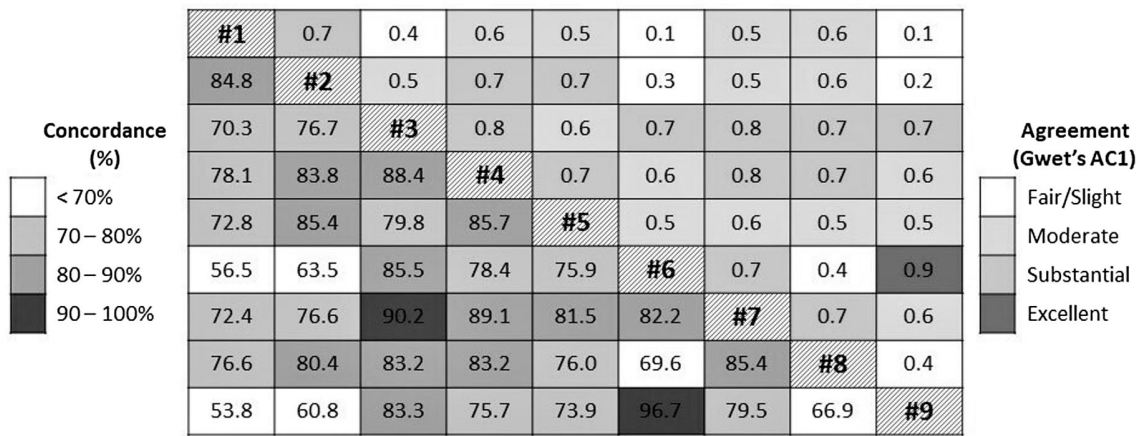 #1 0.7 0.4 0.6 0.5 0.1 0.5 0.6 0.1
84.8 #2 0.5 0.7 0.7 0.3 0.5 0.6 0.2
70.3 76.7 #3 0.8 0.6 0.7 0.8 0.7 0.7
78.1 83.8 88.4 #4 0.7 0.6 0.8 0.7 0.6
72.8 85.4 79.8 85.7 #5 0.5 0.6 0.5 0.5
56.5 63.5 85.5 78.4 75.9 #6 0.7 0.4 0.9
72.4 76.6 90.2 89.1 81.5 82.2 #7 0.7 0.6
76.6 80.4 83.2 83.2 76.0 69.6 85.4 #8 0.4
53.8 60.8 83.3 75.7 73.9 96.7 79.5 66.9 #9
Concordance
(%)
< 70%
70 – 80%
80 – 90%
90 – 100%
Agreement
(Gwet's AC1)
Fair/Slight
Moderate
Substantial
Excellent